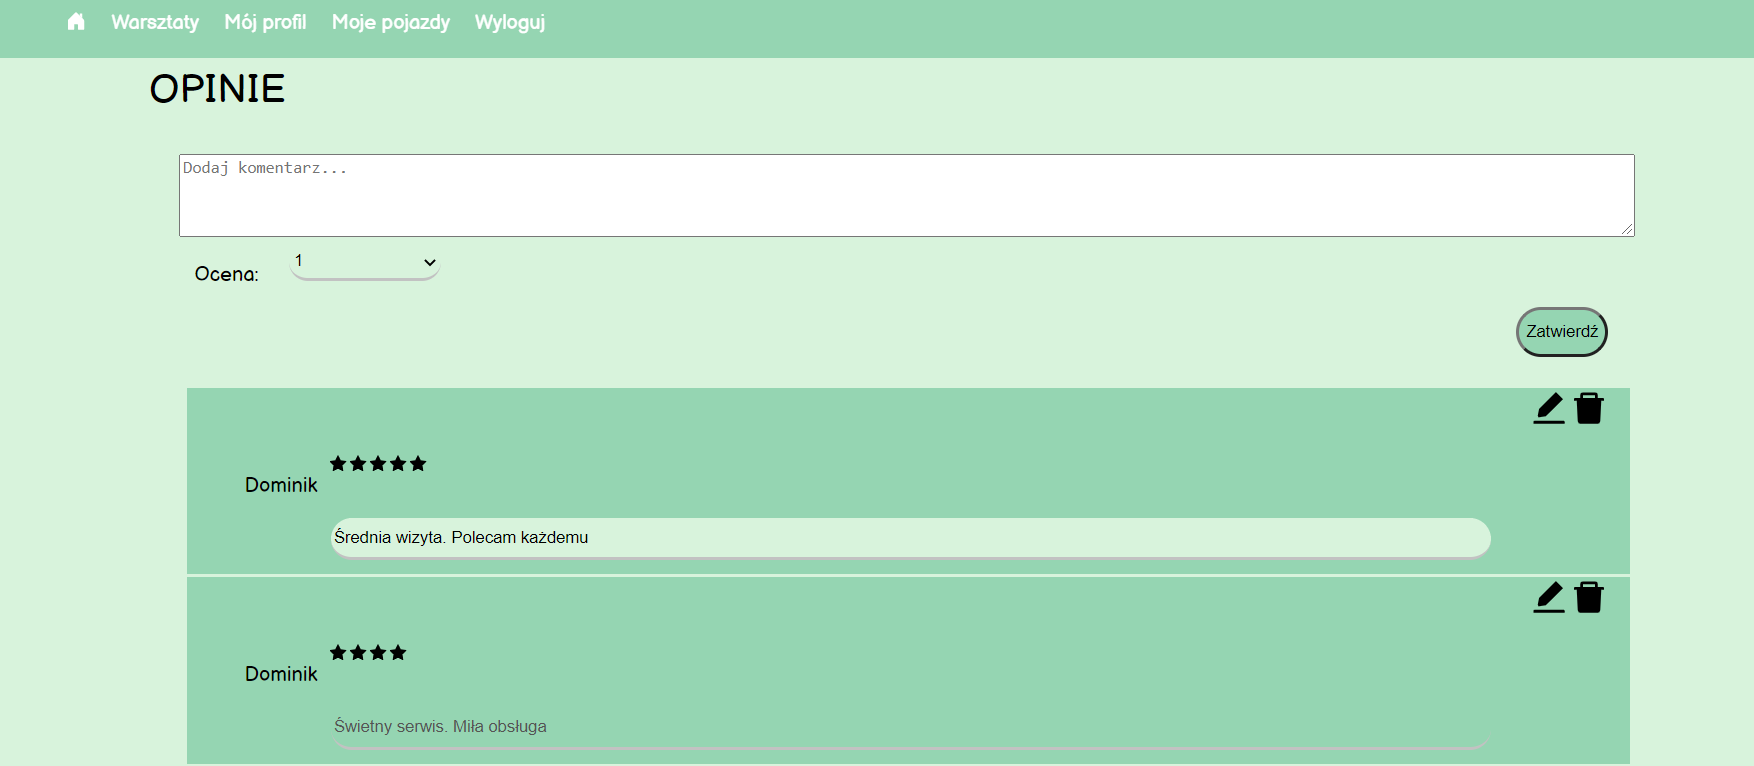 Warsztaty Mój profil Moje pojazdy Wyloguj
OPINIE
Dodaj komentarz...
Ocena: 1
Zatwierdź
Dominik
Średnia wizyta. Polecam każdemu
Dominik
Świetny serwis. Miła obsługa